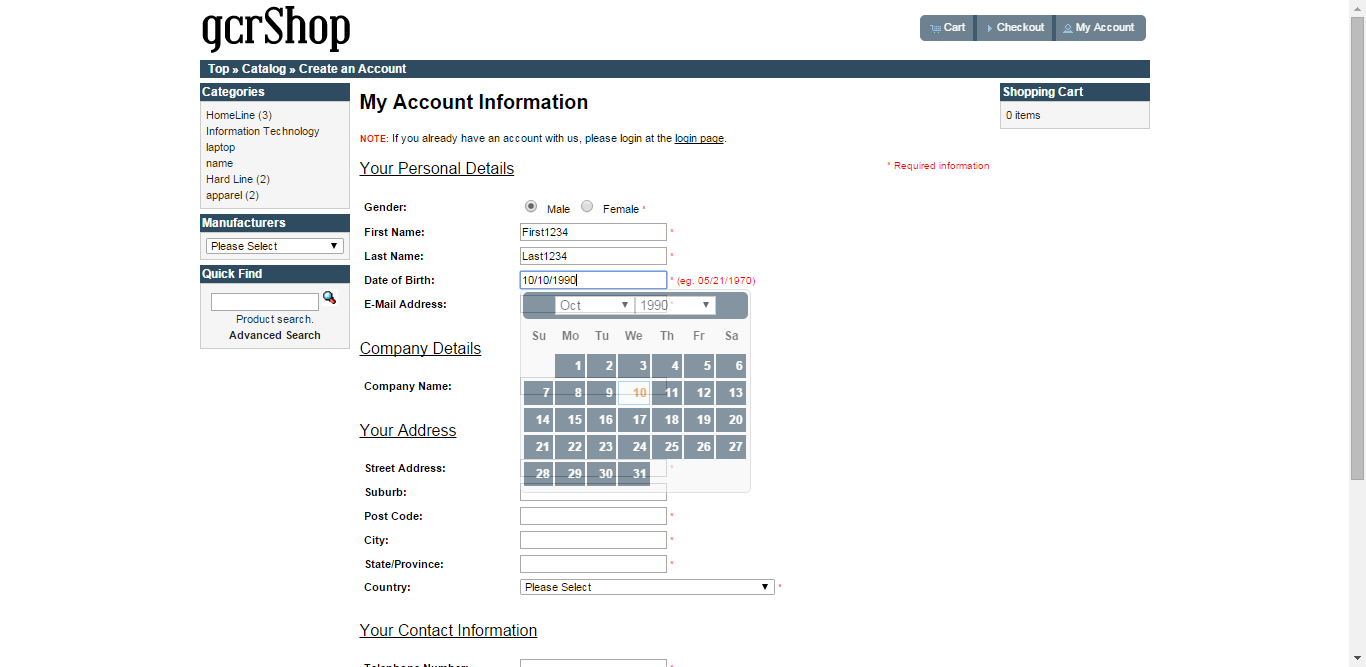 gcrShop
Cart Checkout My Account
Top » Catalog » Create an Account
Categories
HomeLine (3)
Information Technology
laptop
name
Hard Line (2)
apparel (2)
Manufacturers
Please Select
Quick Find
Product search.
Advanced Search
My Account Information
NOTE: If you already have an account with us, please login at the login page.
Your Personal Details
* Required information
Gender: Male Female *
First Name: First1234 *
Last Name: Last1234 *
Date of Birth: 10/10/1990 * (eg. 05/21/1970)
E-Mail Address: *
Oct 1990
Su Mo Tu We Th Fr Sa
1 2 3 4 5 6
7 8 9 10 11 12 13
14 15 16 17 18 19 20
21 22 23 24 25 26 27
28 29 30 31
Company Details
Company Name:
Your Address
Street Address: *
Suburb:
Post Code: *
City: *
State/Province: *
Country: Please Select *
Your Contact Information
Telephone Number: *
Shopping Cart
0 items